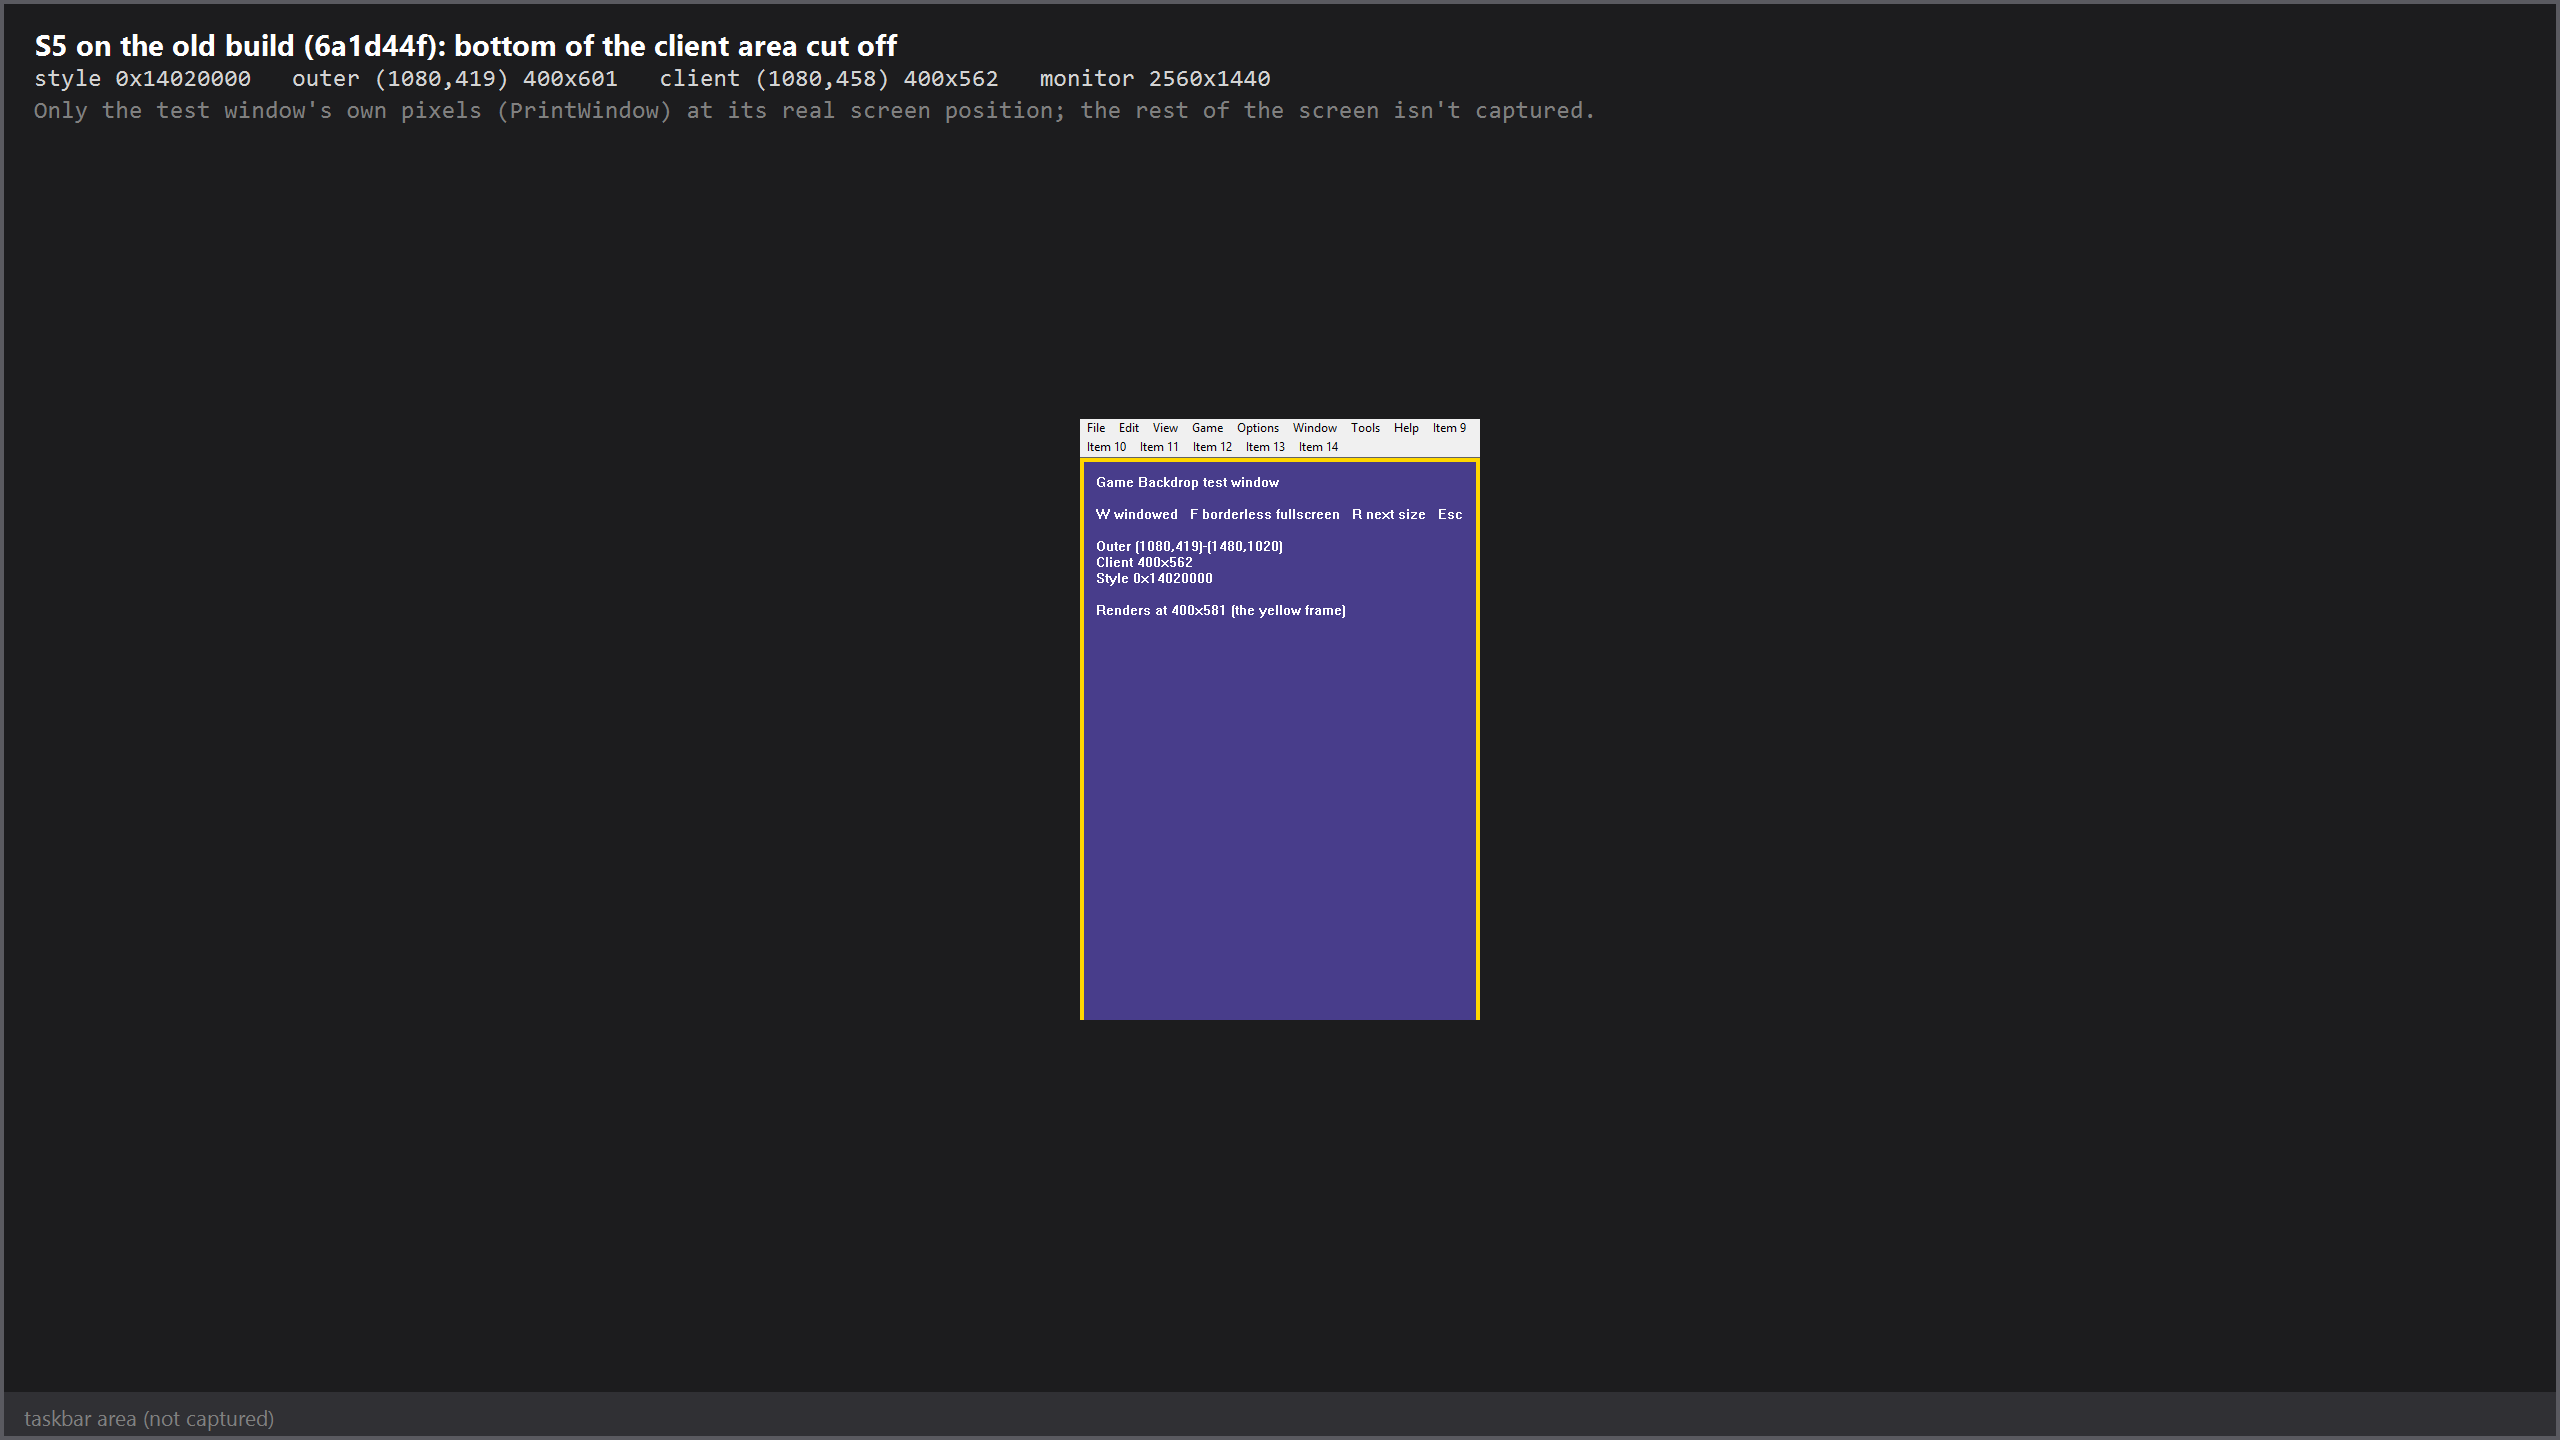 S5 on the old build (6a1d44f): bottom of the client area cut off
style 0x14020000   outer (1080,419) 400x601   client (1080,458) 400x562   monitor 2560x1440
Only the test window's own pixels (PrintWindow) at its real screen position; the rest of the screen isn't captured.
File   Edit   View   Game   Options   Window   Tools   Help   Item 9
Item 10   Item 11   Item 12   Item 13   Item 14
Game Backdrop test window
W windowed   F borderless fullscreen   R next size   Esc
Outer (1080,419)-(1480,1020)
Client 400x562
Style 0x14020000
Renders at 400x581 (the yellow frame)
taskbar area (not captured)